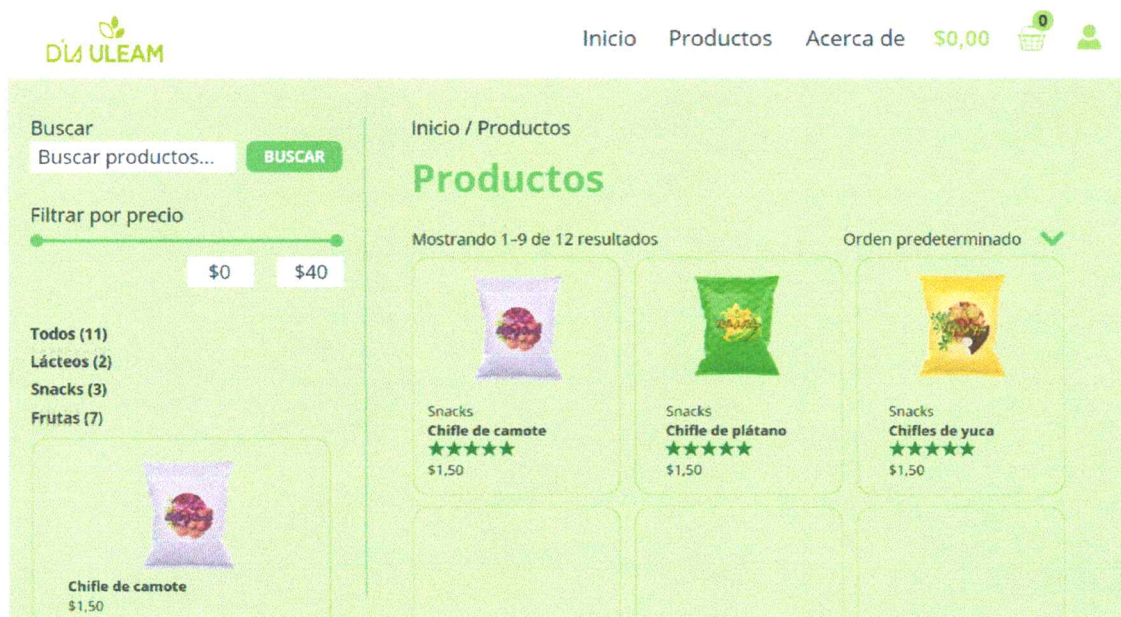 DÍA ULEAM
Inicio Productos Acerca de $0,00 0
Buscar
Buscar productos... BUSCAR
Filtrar por precio
$0 $40
Todos (11)
Lácteos (2)
Snacks (3)
Frutas (7)
Chifle de camote
$1,50
Inicio / Productos
Productos
Mostrando 1-9 de 12 resultados Orden predeterminado
Snacks
Chifle de camote
$1,50
Snacks
Chifle de plátano
$1,50
Snacks
Chifles de yuca
$1,50